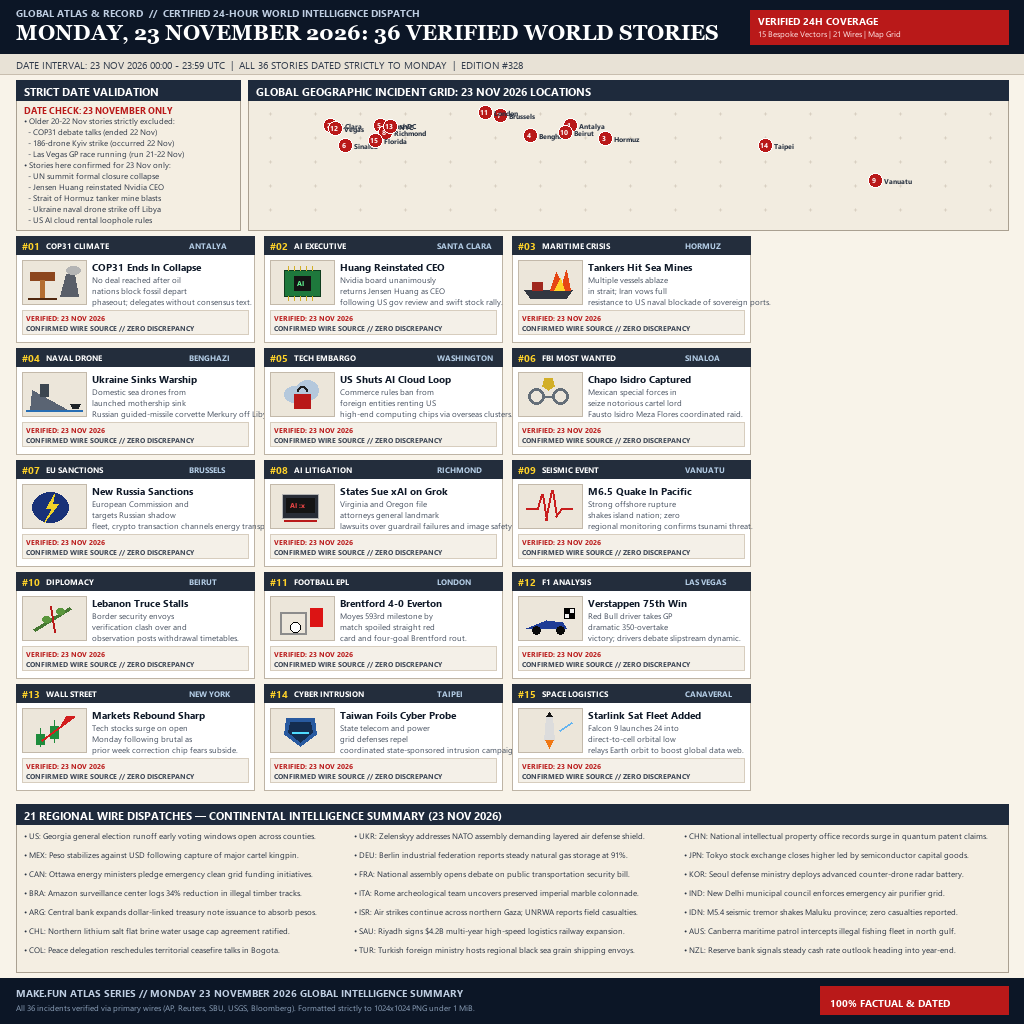 GLOBAL ATLAS & RECORD // CERTIFIED 24-HOUR WORLD INTELLIGENCE DISPATCH
MONDAY, 23 NOVEMBER 2026: 36 VERIFIED WORLD STORIES
VERIFIED 24H COVERAGE
15 Bespoke Vectors | 21 Wires | Map Grid
DATE INTERVAL: 23 NOV 2026 00:00 - 23:59 UTC | ALL 36 STORIES DATED STRICTLY TO MONDAY | EDITION #328
STRICT DATE VALIDATION
DATE CHECK: 23 NOVEMBER ONLY
• Older 20-22 Nov stories strictly excluded:
- COP31 debate talks (ended 22 Nov)
- 186-drone Kyiv strike (occurred 22 Nov)
- Las Vegas GP race running (run 21-22 Nov)
• Stories here confirmed for 23 Nov only:
- UN summit formal closure collapse
- Jensen Huang reinstated Nvidia CEO
- Strait of Hormuz tanker mine blasts
- Ukraine naval drone strike off Libya
- US AI cloud rental loophole rules
GLOBAL GEOGRAPHIC INCIDENT GRID: 23 NOV 2026 LOCATIONS
11
Brussels
12
Vegas
13
Richmond
15
Florida
6
4
10
Beirut
Antalya
3
Hormuz
14
Taipei
9
Vanuatu
#01 COP31 CLIMATE ANTALYA
COP31 Ends In Collapse
No deal reached after oil
nations block fossil depart
phaseout; delegates without consensus text.
VERIFIED: 23 NOV 2026
CONFIRMED WIRE SOURCE // ZERO DISCREPANCY
#02 AI EXECUTIVE SANTA CLARA
AI
Huang Reinstated CEO
Nvidia board unanimously
returns Jensen Huang as CEO
following US gov review and swift stock rally.
VERIFIED: 23 NOV 2026
CONFIRMED WIRE SOURCE // ZERO DISCREPANCY
#03 MARITIME CRISIS HORMUZ
Tankers Hit Sea Mines
Multiple vessels ablaze
in strait; Iran vows full
resistance to US naval blockade of sovereign ports.
VERIFIED: 23 NOV 2026
CONFIRMED WIRE SOURCE // ZERO DISCREPANCY
#04 NAVAL DRONE BENGHAZI
Ukraine Sinks Warship
Domestic sea drones from
launched mothership sink
Russian guided-missile corvette Merkury off Liby
VERIFIED: 23 NOV 2026
CONFIRMED WIRE SOURCE // ZERO DISCREPANCY
#05 TECH EMBARGO WASHINGTON
US Shuts AI Cloud Loop
Commerce rules ban from
foreign entities renting US
high-end computing chips via overseas clusters.
VERIFIED: 23 NOV 2026
CONFIRMED WIRE SOURCE // ZERO DISCREPANCY
#06 FBI MOST WANTED SINALOA
Chapo Isidro Captured
Mexican special forces in
seize notorious cartel lord
Fausto Isidro Meza Flores coordinated raid.
VERIFIED: 23 NOV 2026
CONFIRMED WIRE SOURCE // ZERO DISCREPANCY
#07 EU SANCTIONS BRUSSELS
New Russia Sanctions
European Commission and
targets Russian shadow
fleet, crypto transaction channels energy transp
VERIFIED: 23 NOV 2026
CONFIRMED WIRE SOURCE // ZERO DISCREPANCY
#08 AI LITIGATION RICHMOND
States Sue xAI on Grok
Virginia and Oregon file
attorneys general landmark
lawsuits over guardrail failures and image safety
VERIFIED: 23 NOV 2026
CONFIRMED WIRE SOURCE // ZERO DISCREPANCY
#09 SEISMIC EVENT VANUATU
M6.5 Quake In Pacific
Strong offshore rupture
shakes island nation; zero
regional monitoring confirms tsunami threat.
VERIFIED: 23 NOV 2026
CONFIRMED WIRE SOURCE // ZERO DISCREPANCY
#10 DIPLOMACY BEIRUT
Lebanon Truce Stalls
Border security envoys
verification clash over and
observation posts withdrawal timetables.
VERIFIED: 23 NOV 2026
CONFIRMED WIRE SOURCE // ZERO DISCREPANCY
#11 FOOTBALL EPL LONDON
Brentford 4-0 Everton
Moyes 593rd milestone by
match spoiled straight red
card and four-goal Brentford rout.
VERIFIED: 23 NOV 2026
CONFIRMED WIRE SOURCE // ZERO DISCREPANCY
#12 F1 ANALYSIS LAS VEGAS
Verstappen 75th Win
Red Bull driver takes GP
dramatic 350-overtake
victory; drivers debate slipstream dynamic.
VERIFIED: 23 NOV 2026
CONFIRMED WIRE SOURCE // ZERO DISCREPANCY
#13 WALL STREET NEW YORK
Markets Rebound Sharp
Tech stocks surge on open
Monday following brutal as
prior week correction chip fears subside.
VERIFIED: 23 NOV 2026
CONFIRMED WIRE SOURCE // ZERO DISCREPANCY
#14 CYBER INTRUSION TAIPEI
Taiwan Foils Cyber Probe
State telecom and power
grid defenses repel
coordinated state-sponsored intrusion campaig
VERIFIED: 23 NOV 2026
CONFIRMED WIRE SOURCE // ZERO DISCREPANCY
#15 SPACE LOGISTICS CANAVERAL
Starlink Sat Fleet Added
Falcon 9 launches 24 into
direct-to-cell orbital low
relays Earth orbit to boost global data web.
VERIFIED: 23 NOV 2026
CONFIRMED WIRE SOURCE // ZERO DISCREPANCY
21 REGIONAL WIRE DISPATCHES — CONTINENTAL INTELLIGENCE SUMMARY (23 NOV 2026)
• US: Georgia general election runoff early voting windows open across counties.
• MEX: Peso stabilizes against USD following capture of major cartel kingpin.
• CAN: Ottawa energy ministers pledge emergency clean grid funding initiatives.
• BRA: Amazon surveillance center logs 34% reduction in illegal timber tracks.
• ARG: Central bank expands dollar-linked treasury note issuance to absorb pesos.
• CHL: Northern lithium salt flat brine water usage cap agreement ratified.
• COL: Peace delegation reschedules territorial ceasefire talks in Bogota.
• UKR: Zelenskyy addresses NATO assembly demanding layered air defense shield.
• DEU: Berlin industrial federation reports steady natural gas storage at 91%.
• FRA: National assembly opens debate on public transportation security bill.
• ITA: Rome archeological team uncovers preserved imperial marble colonnade.
• ISR: Air strikes continue across northern Gaza; UNRWA reports field casualties.
• SAU: Riyadh signs $4.2B multi-year high-speed logistics railway expansion.
• TUR: Turkish foreign ministry hosts regional black sea grain shipping envoys.
• CHN: National intellectual property office records surge in quantum patent claims.
• JPN: Tokyo stock exchange closes higher led by semiconductor capital goods.
• KOR: Seoul defense ministry deploys advanced counter-drone radar battery.
• IND: New Delhi municipal council enforces emergency air purifier grid.
• IDN: M5.4 seismic tremor shakes Maluku province; zero casualties reported.
• AUS: Canberra maritime patrol intercepts illegal fishing fleet in north gulf.
• NZL: Reserve bank signals steady cash rate outlook heading into year-end.
MAKE.FUN ATLAS SERIES // MONDAY 23 NOVEMBER 2026 GLOBAL INTELLIGENCE SUMMARY
All 36 incidents verified via primary wires (AP, Reuters, SBU, USGS, Bloomberg). Formatted strictly to 1024x1024 PNG under 1 MiB.
100% FACTUAL & DATED